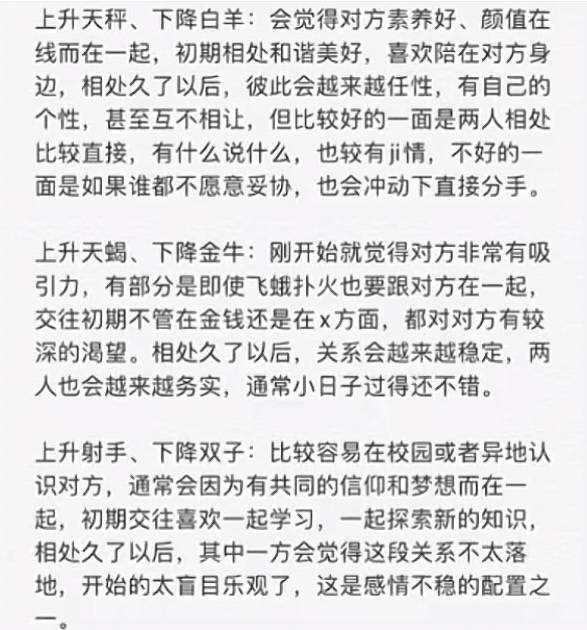 上升天秤、下降白羊：会觉得对方素养好、颜值在
线而在一起，初期相处和谐美好，喜欢陪在对方身
边，相处久了以后，彼此会越来越任性，有自己的
个性，甚至互不相让，但比较好的一面是两人相处
比较直接，有什么说什么，也较有ji情，不好的一
面是如果谁都不愿意妥协，也会冲动下直接分手。
上升天蝎、下降金牛：刚开始就觉得对方非常有吸
引力，有部分是即使飞蛾扑火也要跟对方在一起，
交往初期不管在金钱还是在x方面，都对对方有较
深的渴望。相处久了以后，关系会越来越稳定，两
人也会越来越务实，通常小日子过得还不错。
上升射手、下降双子：比较容易在校园或者异地认
识对方，通常会因为有共同的信仰和梦想而在一
起，初期交往喜欢一起学习，一起探索新的知识，
相处久了以后，其中一方会觉得这段关系不太落
地，开始的太盲目乐观了，这是感情不稳的配置之
一。